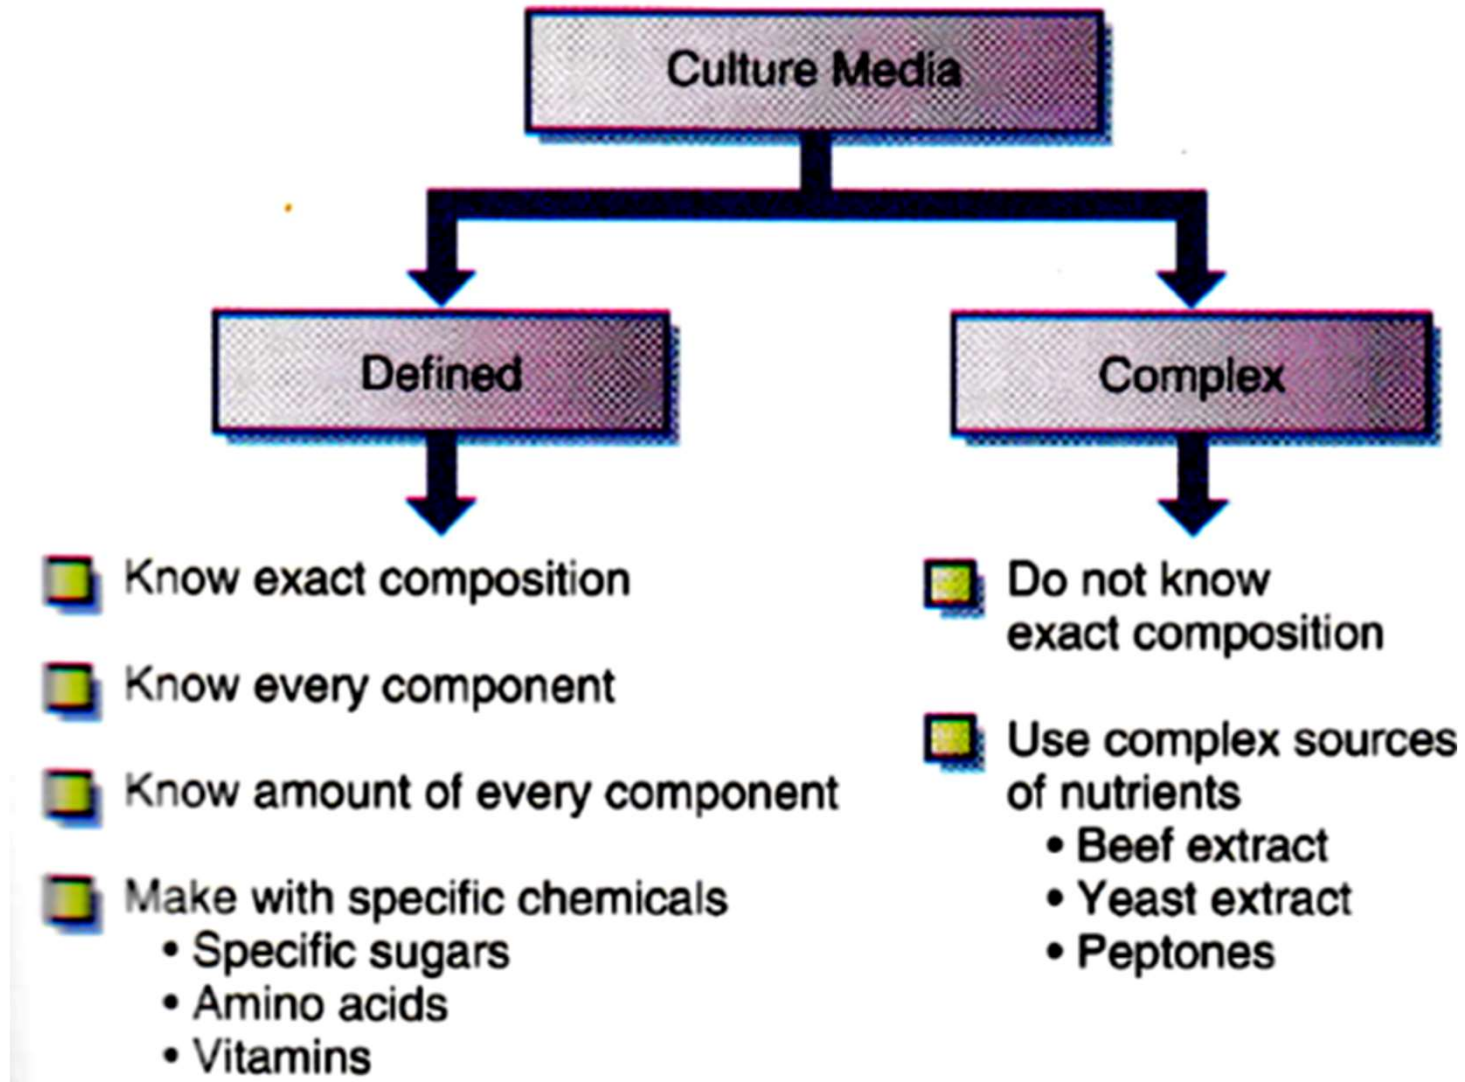 Culture Media
Defined
Complex
Know exact composition
Know every component
Know amount of every component
Make with specific chemicals
• Specific sugars
• Amino acids
• Vitamins
Do not know
exact composition
Use complex sources
of nutrients
• Beef extract
• Yeast extract
• Peptones